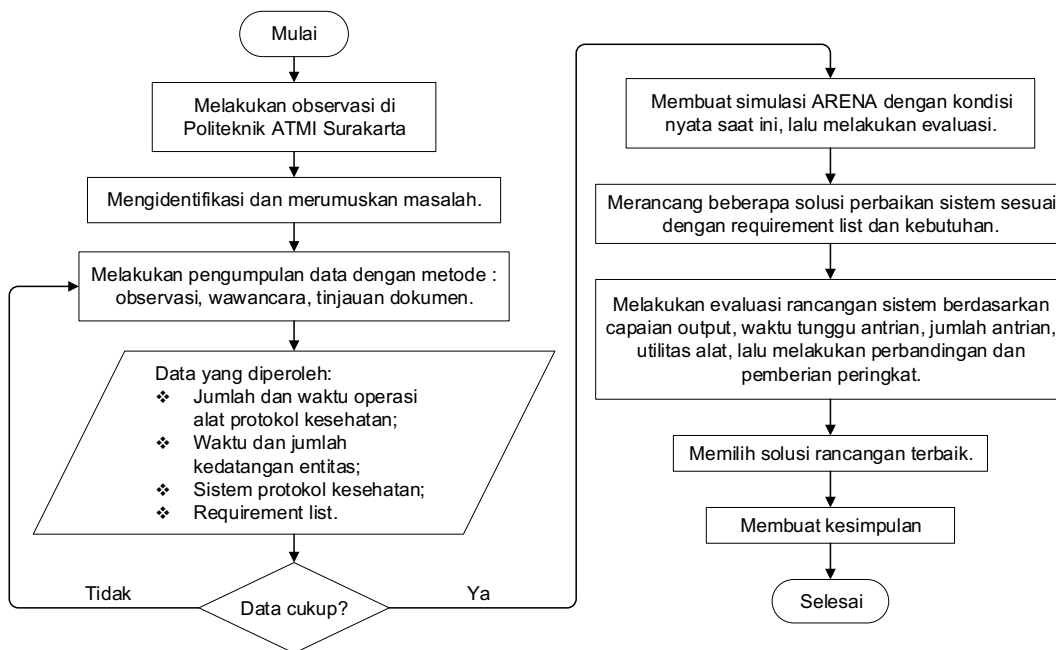 Mulai
Melakukan observasi di
Politeknik ATMI Surakarta
Mengidentifikasi dan merumuskan masalah.
Melakukan pengumpulan data dengan metode :
observasi, wawancara, tinjauan dokumen.
Data yang diperoleh:
❖ Jumlah dan waktu operasi
alat protokol kesehatan;
❖ Waktu dan jumlah
kedatangan entitas;
❖ Sistem protokol kesehatan;
❖ Requirement list.
Data cukup?
Tidak
Ya
Membuat simulasi ARENA dengan kondisi
nyata saat ini, lalu melakukan evaluasi.
Merancang beberapa solusi perbaikan sistem sesuai
dengan requirement list dan kebutuhan.
Melakukan evaluasi rancangan sistem berdasarkan
capaian output, waktu tunggu antrian, jumlah antrian,
utilitas alat, lalu melakukan perbandingan dan
pemberian peringkat.
Memilih solusi rancangan terbaik.
Membuat kesimpulan
Selesai